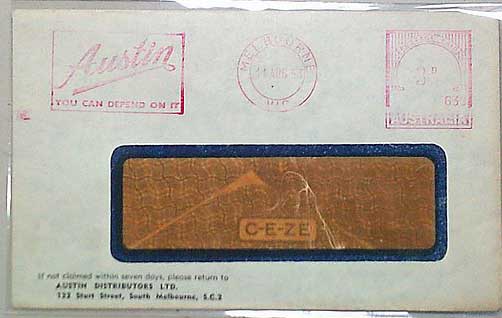 Austin
YOU CAN DEPEND ON IT
MELBOURNE
VIC
3D
AUSTRALIA
C-E-ZE
If not claimed within seven days, please return to
AUSTIN DISTRIBUTORS LTD.
122 Sturt Street, South Melbourne, S.C.2